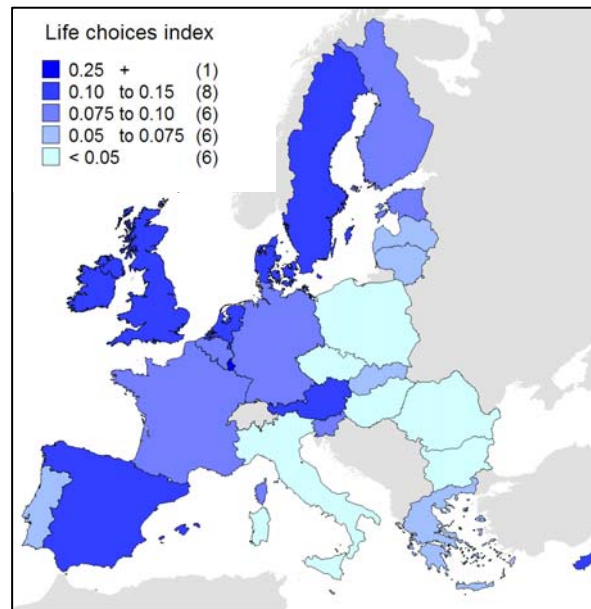 Life choices index
0.25 + (1)
0.10 to 0.15 (8)
0.075 to 0.10 (6)
0.05 to 0.075 (6)
< 0.05 (6)